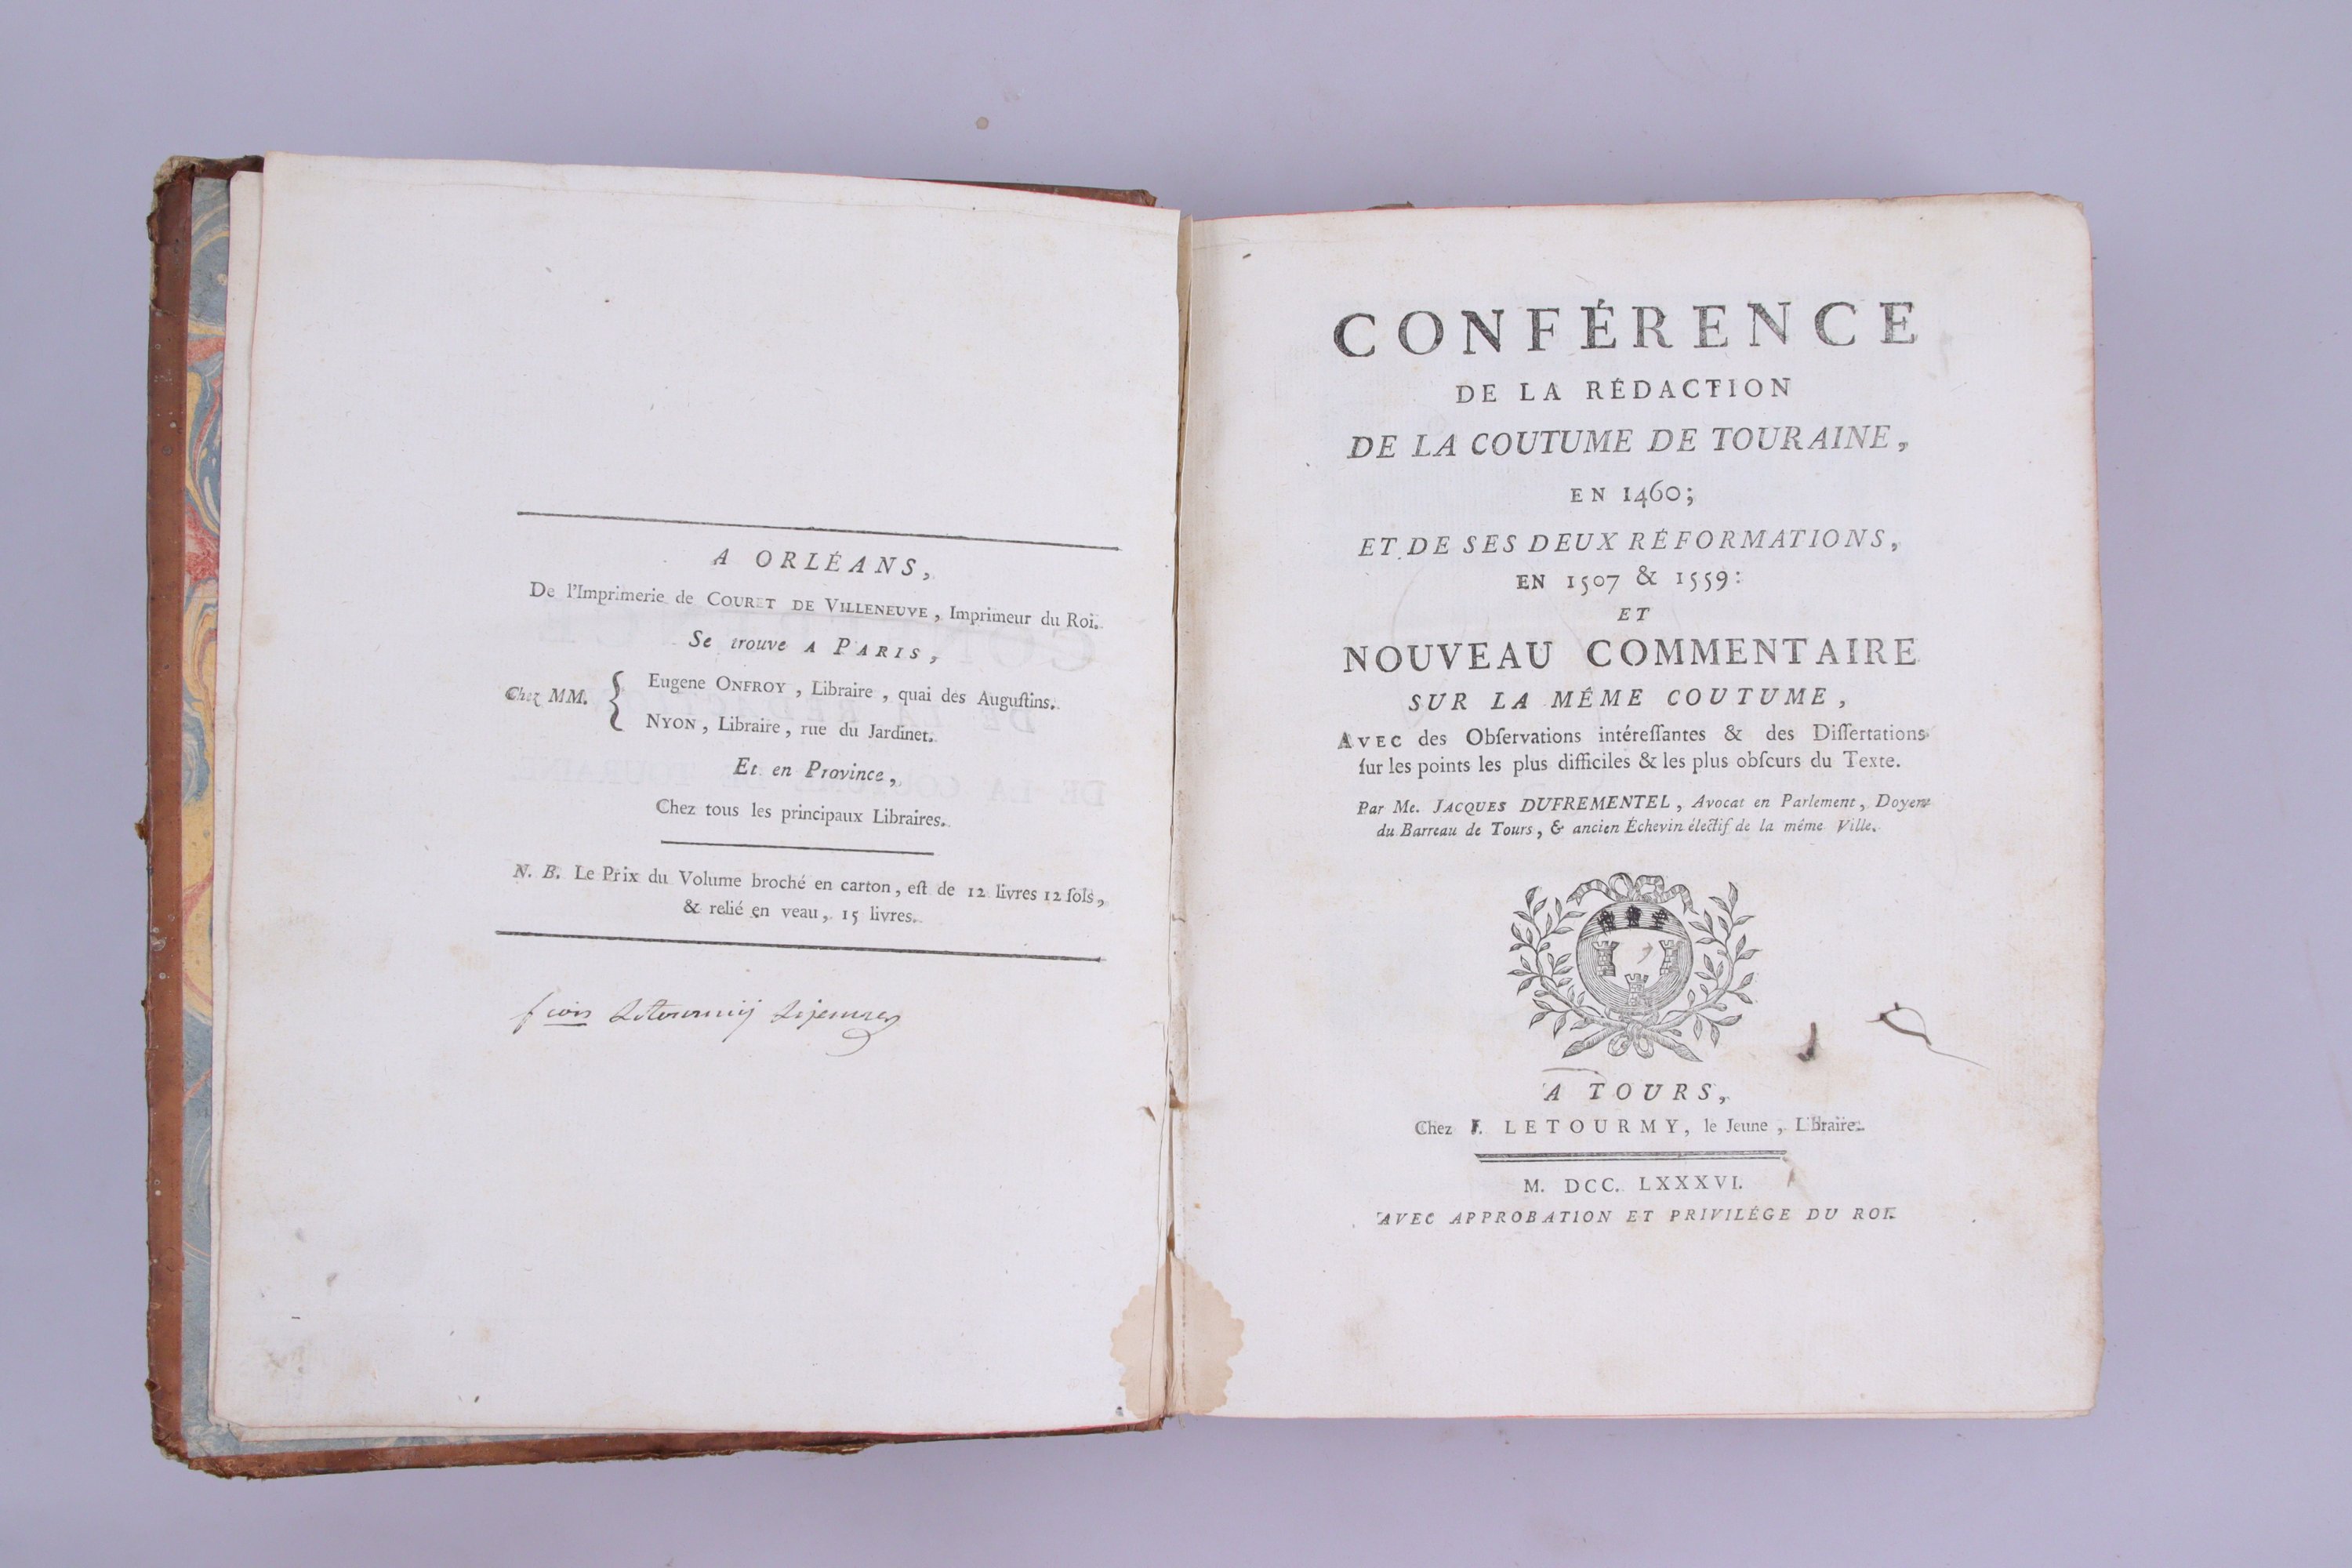 A ORLÉANS,
De l'Imprimerie de COURET DE VILLENEUVE, Imprimeur du Roi.
Se trouve A PARIS,
Chez MM. { Eugene ONFROY, Libraire, quai des Auguſtins.
NYON, Libraire, rue du Jardinet.
Et en Province,
Chez tous les principaux Libraires.
N. B. Le Prix du Volume broché en carton, eſt de 12 livres 12 ſols,
& relié en veau, 15 livres.
Letourmij Lejeune
CONFÉRENCE
DE LA RÉDACTION
DE LA COUTUME DE TOURAINE,
EN 1460;
ET DE SES DEUX RÉFORMATIONS,
EN 1507 & 1559:
ET
NOUVEAU COMMENTAIRE
SUR LA MÊME COUTUME,
AVEC des Obſervations intéreſſantes & des Diſſertations
ſur les points les plus difficiles & les plus obſcurs du Texte.
Par Me. JACQUES DUFREMENTEL, Avocat en Parlement, Doyen
du Barreau de Tours, & ancien Échevin électif de la même Ville.
A TOURS,
Chez F. LETOURMY, le Jeune, Libraire.
M. DCC. LXXXVI.
AVEC APPROBATION ET PRIVILÉGE DU ROI.